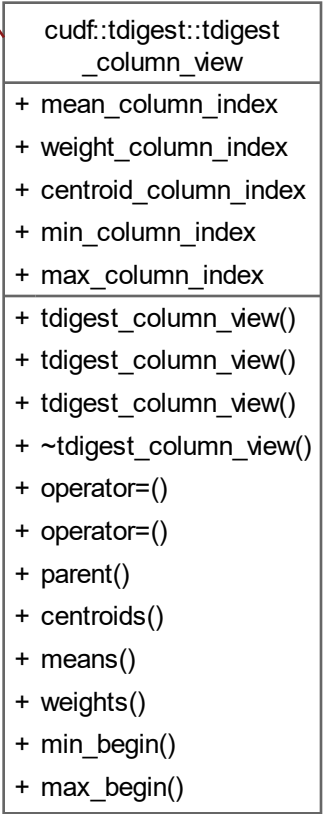 cudf::tdigest::tdigest
_column_view
+ mean_column_index
+ weight_column_index
+ centroid_column_index
+ min_column_index
+ max_column_index
+ tdigest_column_view()
+ tdigest_column_view()
+ tdigest_column_view()
+ ~tdigest_column_view()
+ operator=()
+ operator=()
+ parent()
+ centroids()
+ means()
+ weights()
+ min_begin()
+ max_begin()